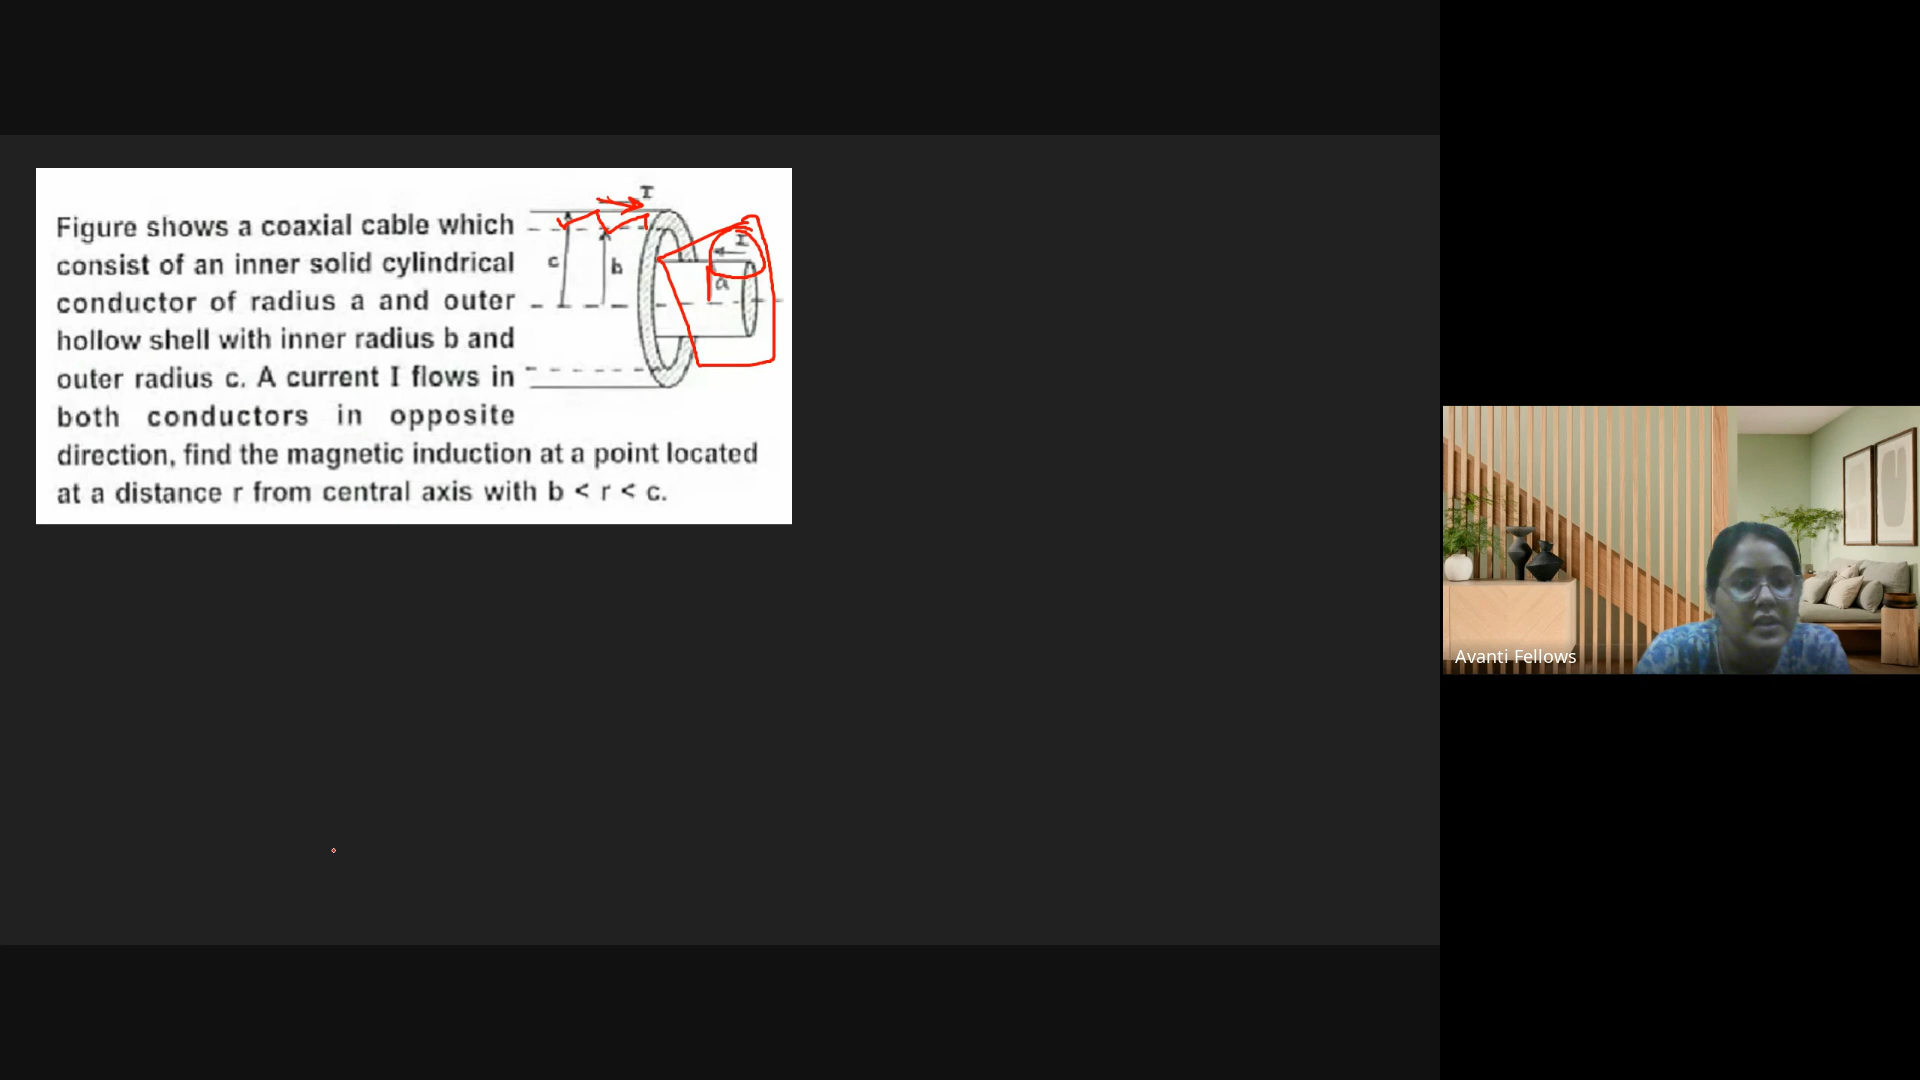 Figure shows a coaxial cable which
consist of an inner solid cylindrical
conductor of radius a and outer
hollow shell with inner radius b and
outer radius c. A current I flows in
both conductors in opposite
direction, find the magnetic induction at a point located
at a distance r from central axis with b < r < c.
I
c
b
I
a
Avanti Fellows